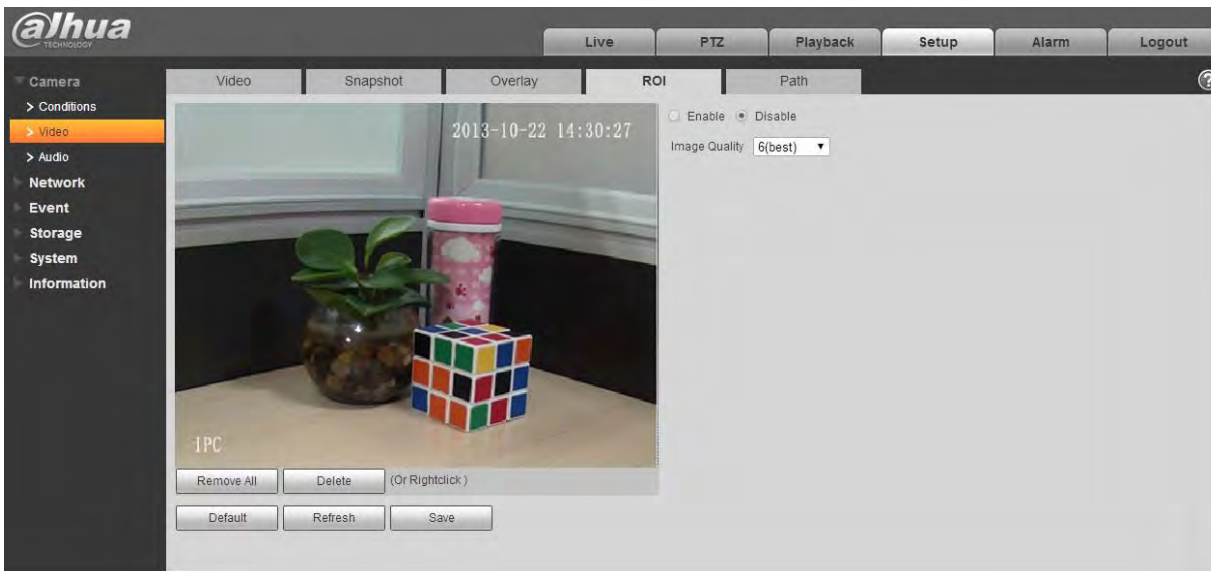 alhua
TECHNOLOGY
Live
PTZ
Playback
Setup
Alarm
Logout
Camera
> Conditions
> Video
> Audio
Network
Event
Storage
System
Information
Video
Snapshot
Overlay
ROI
Path
?
2013-10-22 14:30:27
IPC
Enable
Disable
Image Quality 6(best)
Remove All
Delete
(Or Rightclick )
Default
Refresh
Save